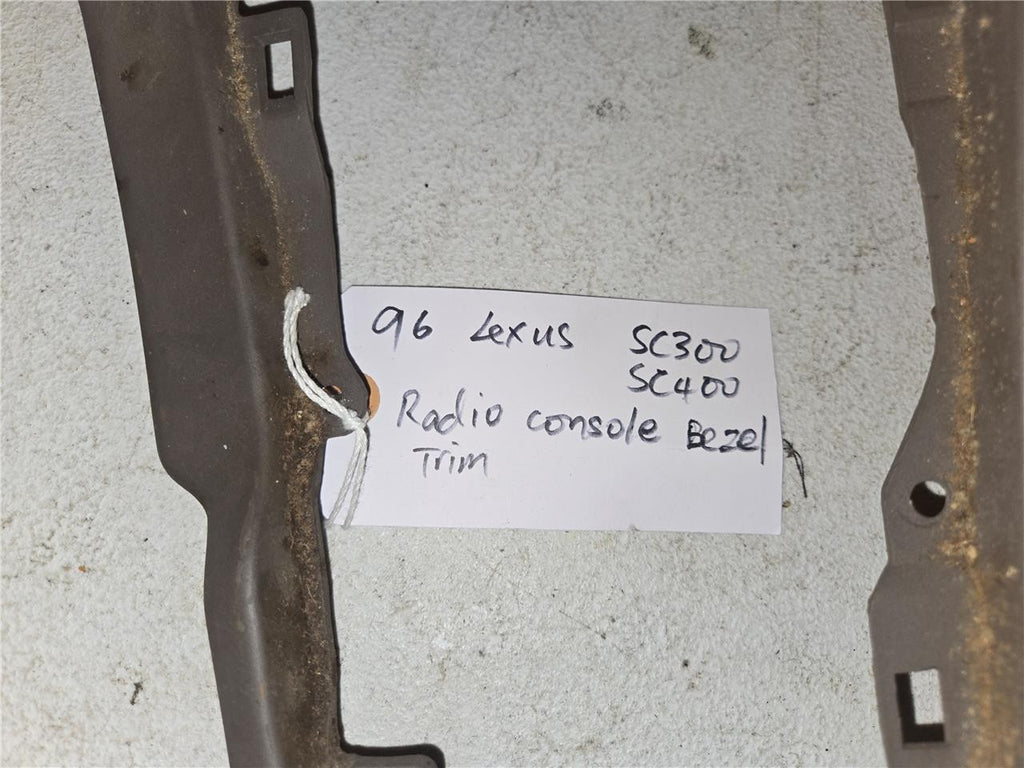 96 Lexus SC300
SC400
Radio console Bezel
Trim